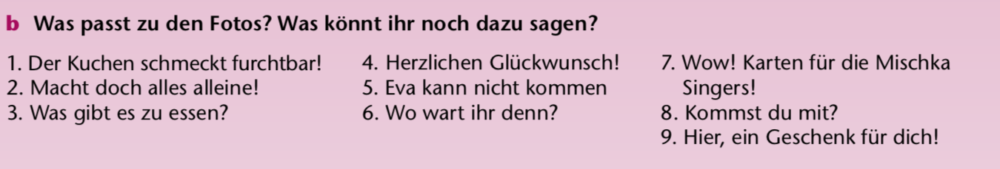 b Was passt zu den Fotos? Was könnt ihr noch dazu sagen?
1. Der Kuchen schmeckt furchtbar!
2. Macht doch alles alleine!
3. Was gibt es zu essen?
4. Herzlichen Glückwunsch!
5. Eva kann nicht kommen
6. Wo wart ihr denn?
7. Wow! Karten für die Mischka
Singers!
8. Kommst du mit?
9. Hier, ein Geschenk für dich!